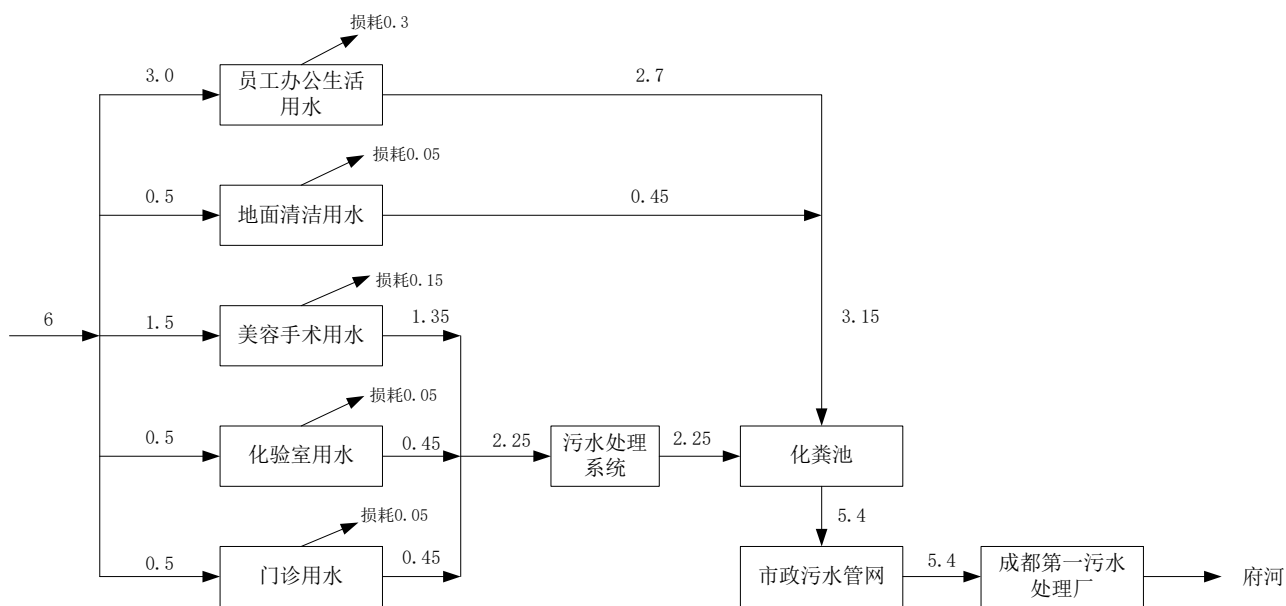 损耗0.3
3.0
员工办公生活
用水
2.7
损耗0.05
0.5
地面清洁用水
0.45
损耗0.15
6
1.5
美容手术用水
1.35
3.15
损耗0.05
0.5
化验室用水
0.45
2.25
污水处理
系统
2.25
化粪池
损耗0.05
5.4
0.5
门诊用水
0.45
市政污水管网
5.4
成都第一污水
处理厂
府河